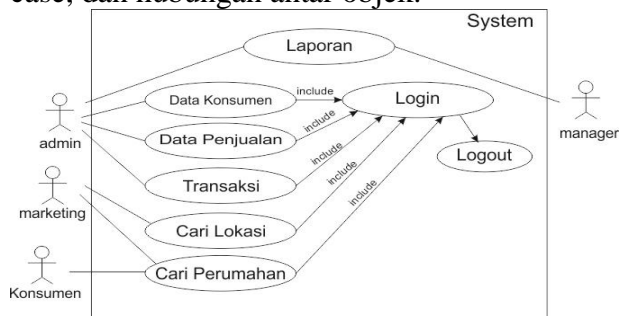 case, dan hubungan antar objek.
System
Laporan
Data Konsumen
include
Login
admin
Data Penjualan
include
manager
Logout
Transaksi
include
marketing
Cari Lokasi
include
Cari Perumahan
include
Konsumen